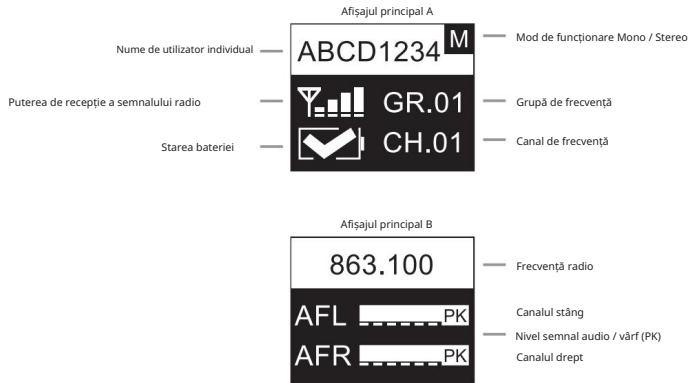 Afișajul principal A
Nume de utilizator individual
ABCD1234
M
Mod de funcționare Mono / Stereo
Puterea de recepție a semnalului radio
GR.01
Grupă de frecvență
Starea bateriei
CH.01
Canal de frecvență
Afișajul principal B
863.100
Frecvență radio
AFL
PK
Canalul stâng
Nivel semnal audio / vârf (PK)
AFR
PK
Canalul drept